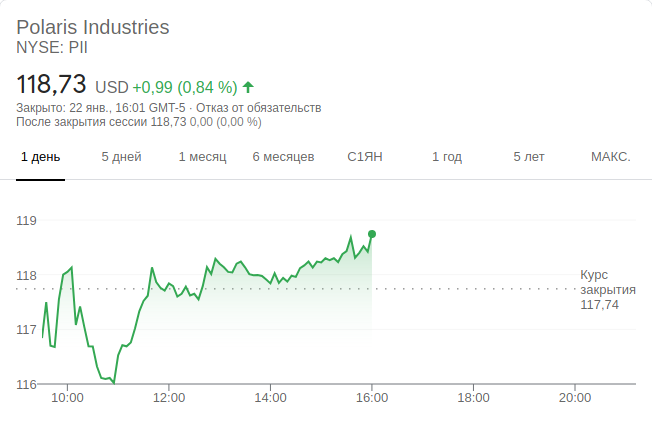 Polaris Industries
NYSE: PII
118,73 USD +0,99 (0,84 %)
Закрыто: 22 янв., 16:01 GMT-5 · Отказ от обязательств
После закрытия сессии 118,73 0,00 (0,00 %)
1 день 5 дней 1 месяц 6 месяцев С1ЯН 1 год 5 лет МАКС.
119
118
117
116
Курс
закрытия
117,74
10:00 12:00 14:00 16:00 18:00 20:00